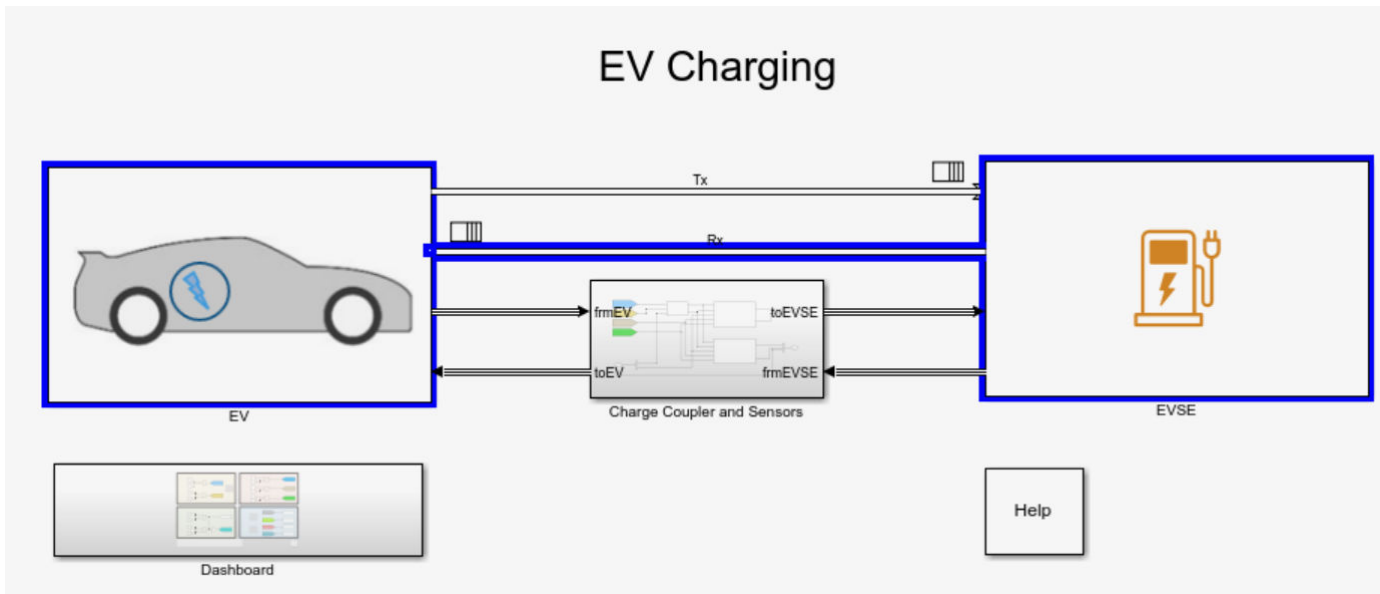 EV Charging
Tx
Rx
frmEV
toEVSE
toEV
frmEVSE
Charge Coupler and Sensors
EV
EVSE
Help
Dashboard